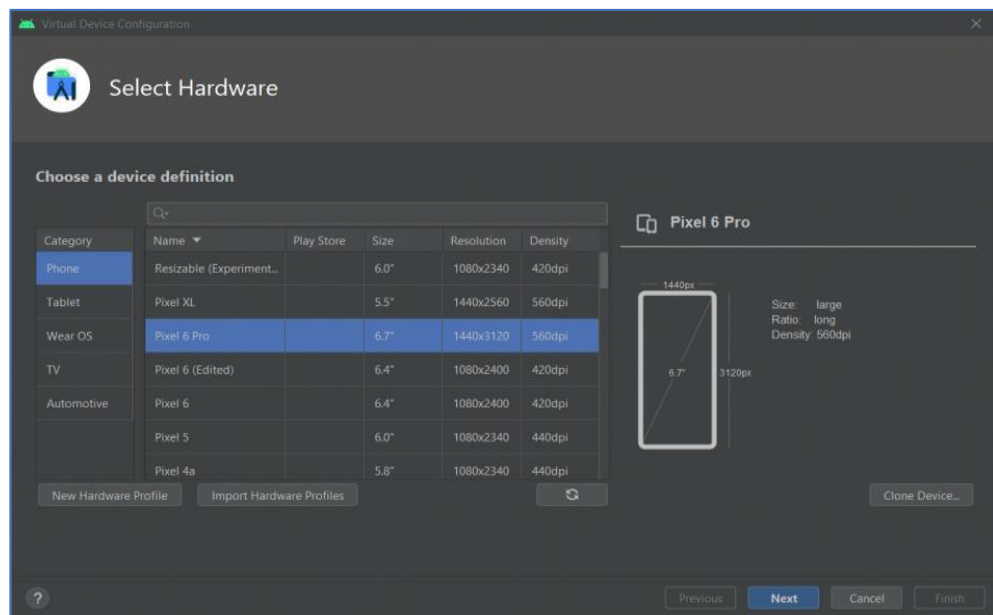 Virtual Device Configuration
Select Hardware
Choose a device definition
Category Name Play Store Size Resolution Density
Phone
Tablet
Wear OS
TV
Automotive
Resizable (Experiment... 6.0" 1080x2340 420dpi
Pixel XL 5.5" 1440x2560 560dpi
Pixel 6 Pro 6.7" 1440x3120 560dpi
Pixel 6 (Edited) 6.4" 1080x2400 420dpi
Pixel 6 6.4" 1080x2400 420dpi
Pixel 5 6.0" 1080x2340 440dpi
Pixel 4a 5.8" 1080x2340 440dpi
New Hardware Profile Import Hardware Profiles
Pixel 6 Pro
1440px
6.7"
3120px
Size: large
Ratio: long
Density: 560dpi
Clone Device...
? Previous Next Cancel Finish